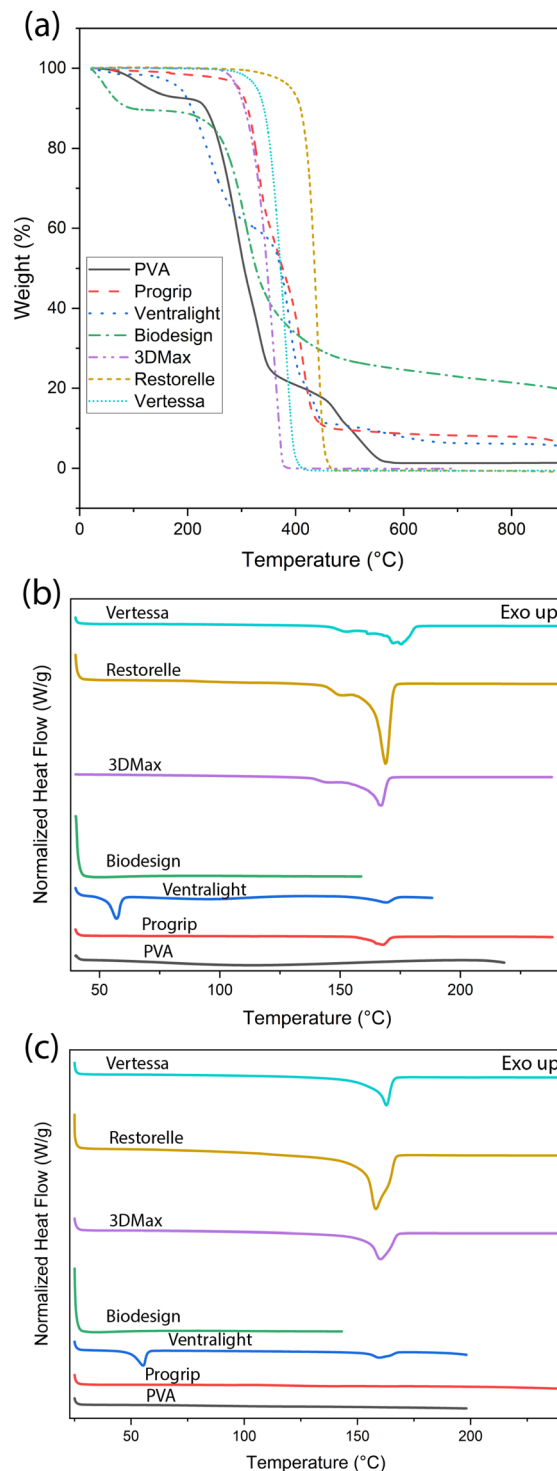 (a)
100
80
60
40
20
0
Weight (%)
PVA
Progrip
Ventralight
Biodesign
3DMax
Restorelle
Vertessa
0 200 400 600 800
Temperature (°C)
(b)
Exo up
Vertessa
Restorelle
3DMax
Biodesign
Ventralight
Progrip
PVA
Normalized Heat Flow (W/g)
50 100 150 200
Temperature (°C)
(c)
Exo up
Vertessa
Restorelle
3DMax
Biodesign
Ventralight
Progrip
PVA
Normalized Heat Flow (W/g)
50 100 150 200
Temperature (°C)